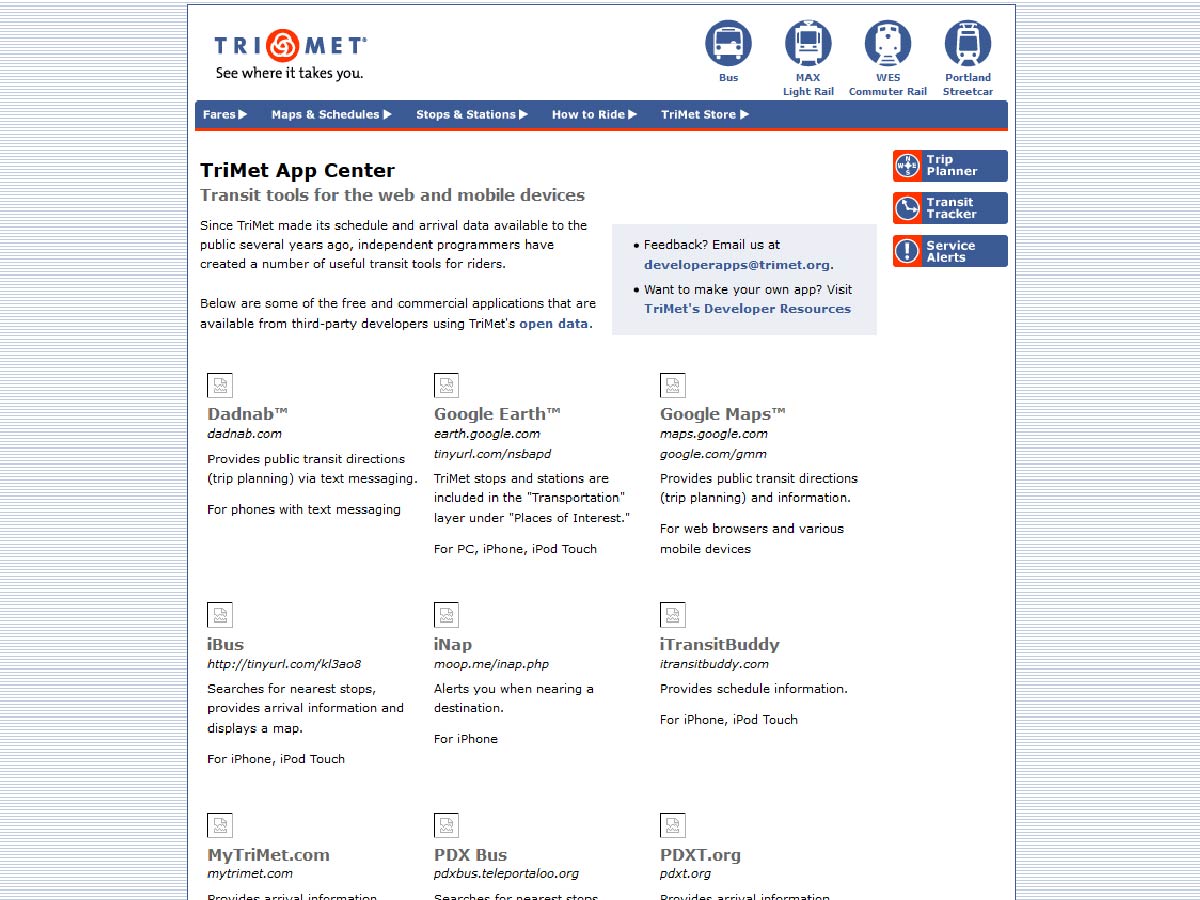 TRI MET®
See where it takes you.
Bus
MAX
Light Rail
WES
Commuter Rail
Portland
Streetcar
Fares
Maps & Schedules
Stops & Stations
How to Ride
TriMet Store
TriMet App Center
Transit tools for the web and mobile devices
Since TriMet made its schedule and arrival data available to the
public several years ago, independent programmers have
created a number of useful transit tools for riders.
Below are some of the free and commercial applications that are
available from third-party developers using TriMet's open data.
• Feedback? Email us at
developerapps@trimet.org.
• Want to make your own app? Visit
TriMet's Developer Resources
Trip
Planner
Transit
Tracker
Service
Alerts
Dadnab™
dadnab.com
Provides public transit directions
(trip planning) via text messaging.
For phones with text messaging
Google Earth™
earth.google.com
tinyurl.com/nsbapd
TriMet stops and stations are
included in the "Transportation"
layer under "Places of Interest."
For PC, iPhone, iPod Touch
Google Maps™
maps.google.com
google.com/gmm
Provides public transit directions
(trip planning) and information.
For web browsers and various
mobile devices
iBus
http://tinyurl.com/kl3ao8
Searches for nearest stops,
provides arrival information and
displays a map.
For iPhone, iPod Touch
iNap
moop.me/inap.php
Alerts you when nearing a
destination.
For iPhone
iTransitBuddy
itransitbuddy.com
Provides schedule information.
For iPhone, iPod Touch
MyTriMet.com
mytrimet.com
Provides arrival information
PDX Bus
pdxbus.teleportaloo.org
Searches for nearest stops
PDXT.org
pdxt.org
Provides arrival information